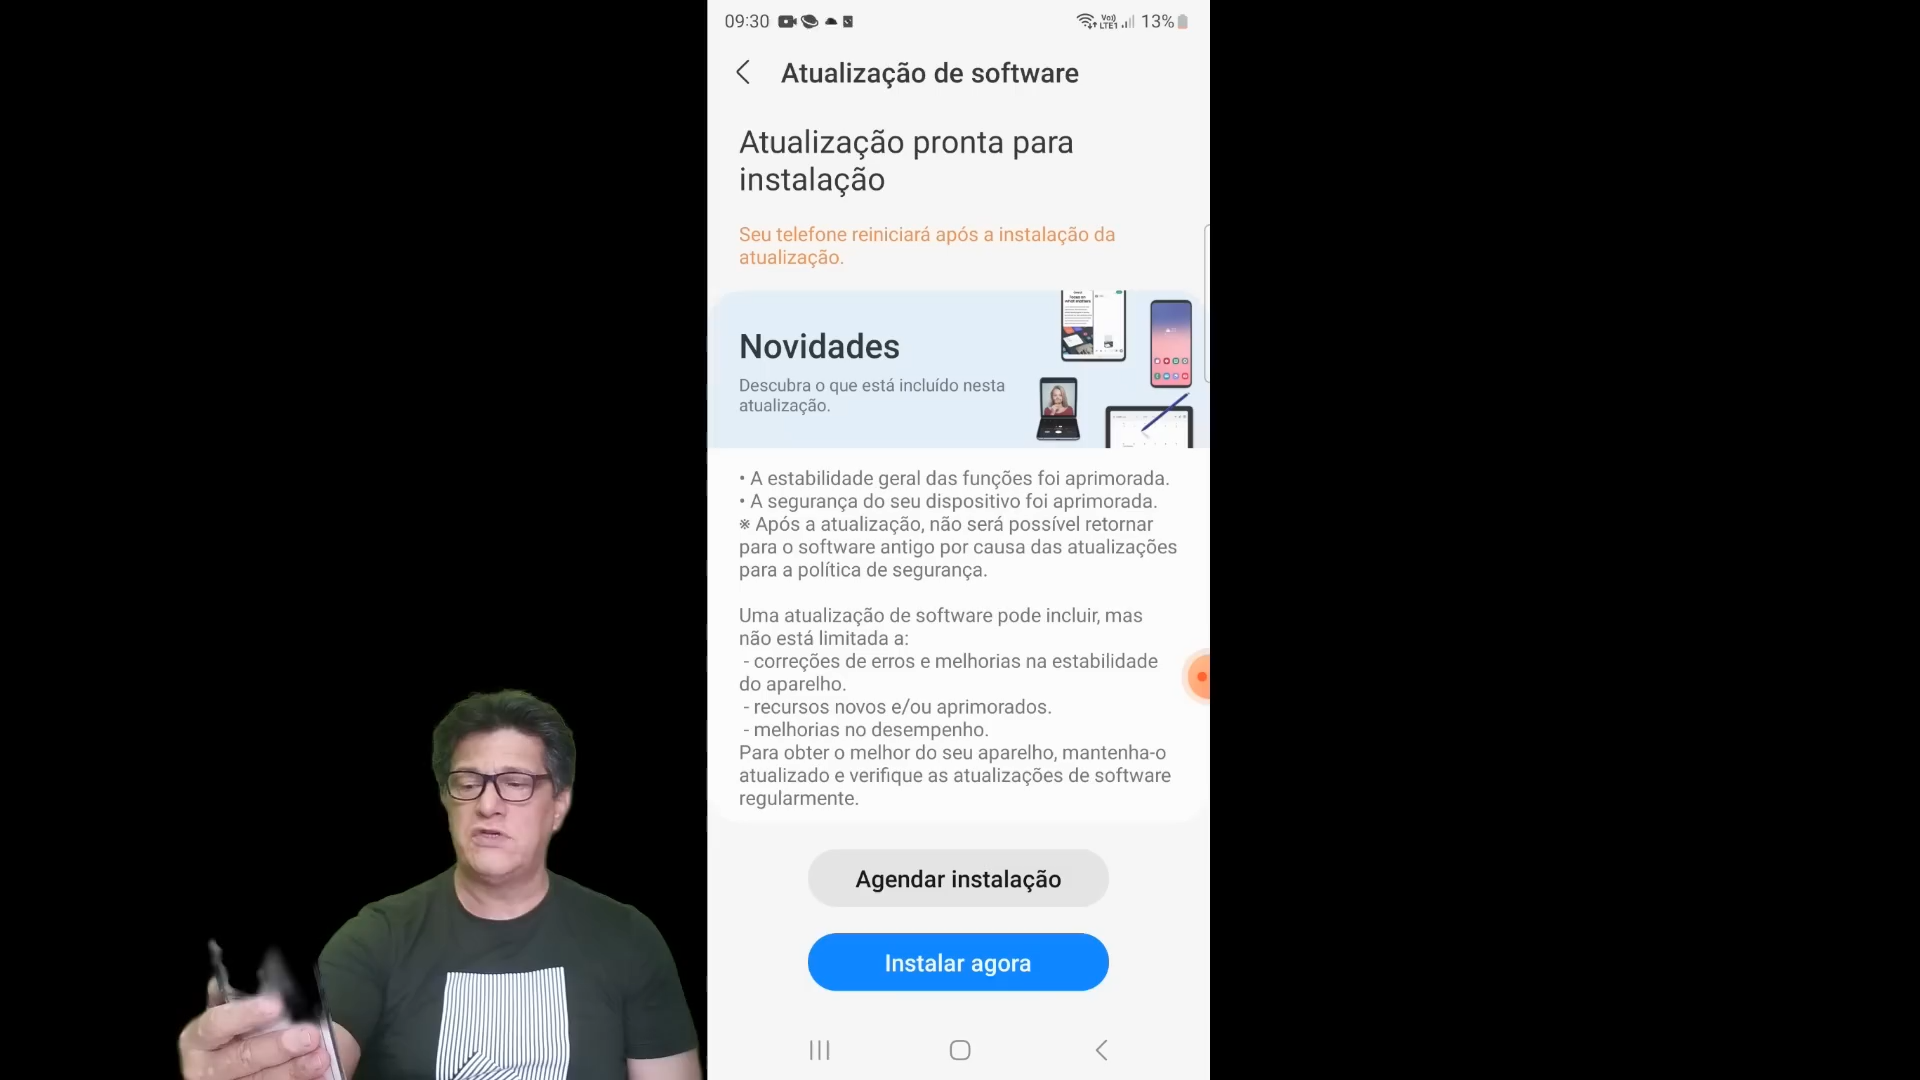 09:30
Vo))
LTE1
13%
Atualização de software
Atualização pronta para
instalação
Seu telefone reiniciará após a instalação da
atualização.
Novidades
Descubra o que está incluído nesta
atualização.
• A estabilidade geral das funções foi aprimorada.
• A segurança do seu dispositivo foi aprimorada.
※ Após a atualização, não será possível retornar
para o software antigo por causa das atualizações
para a política de segurança.
Uma atualização de software pode incluir, mas
não está limitada a:
- correções de erros e melhorias na estabilidade
do aparelho.
- recursos novos e/ou aprimorados.
- melhorias no desempenho.
Para obter o melhor do seu aparelho, mantenha-o
atualizado e verifique as atualizações de software
regularmente.
Agendar instalação
Instalar agora